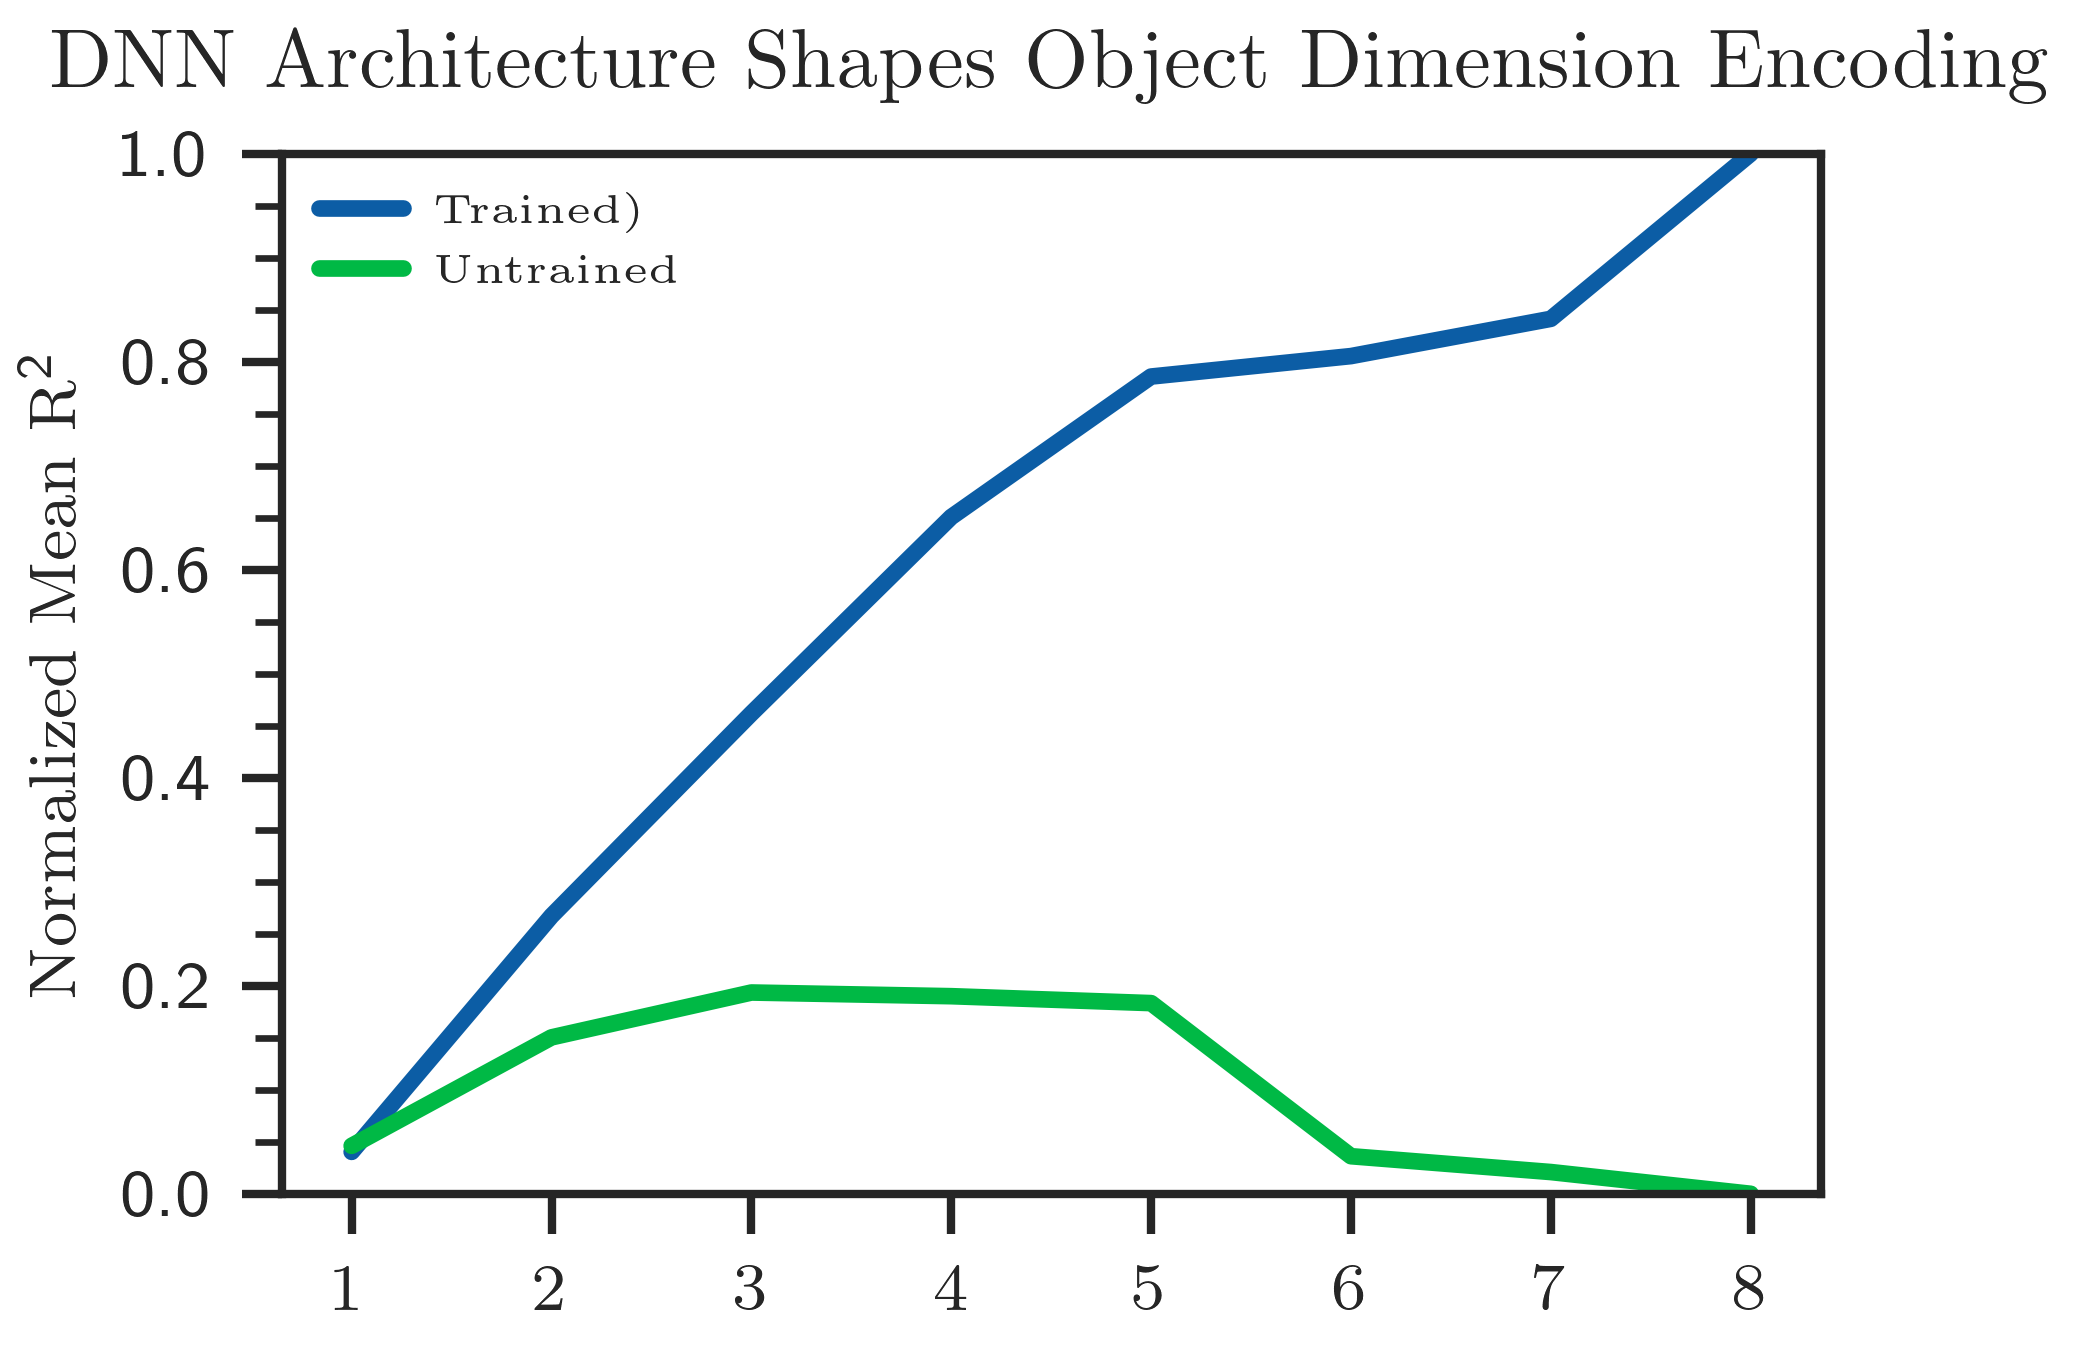 DNN Architecture Shapes Object Dimension Encoding
Normalized Mean R²
1.0
0.8
0.6
0.4
0.2
0.0
Trained)
Untrained
1 2 3 4 5 6 7 8